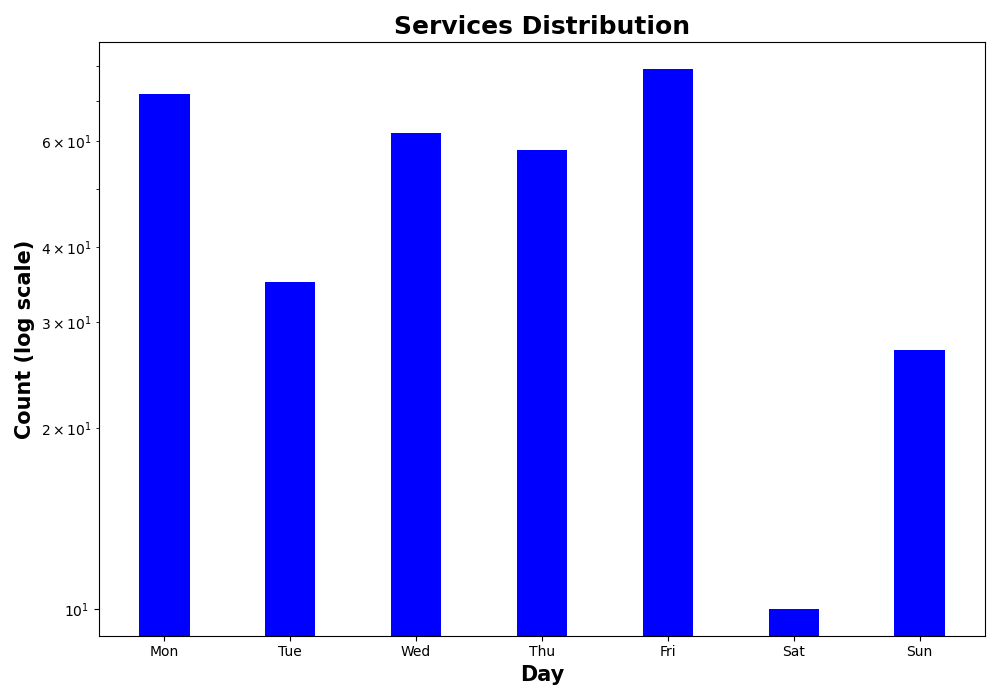 Services Distribution
Count (log scale)
6 × 10¹
4 × 10¹
3 × 10¹
2 × 10¹
10¹
Mon Tue Wed Thu Fri Sat Sun
Day